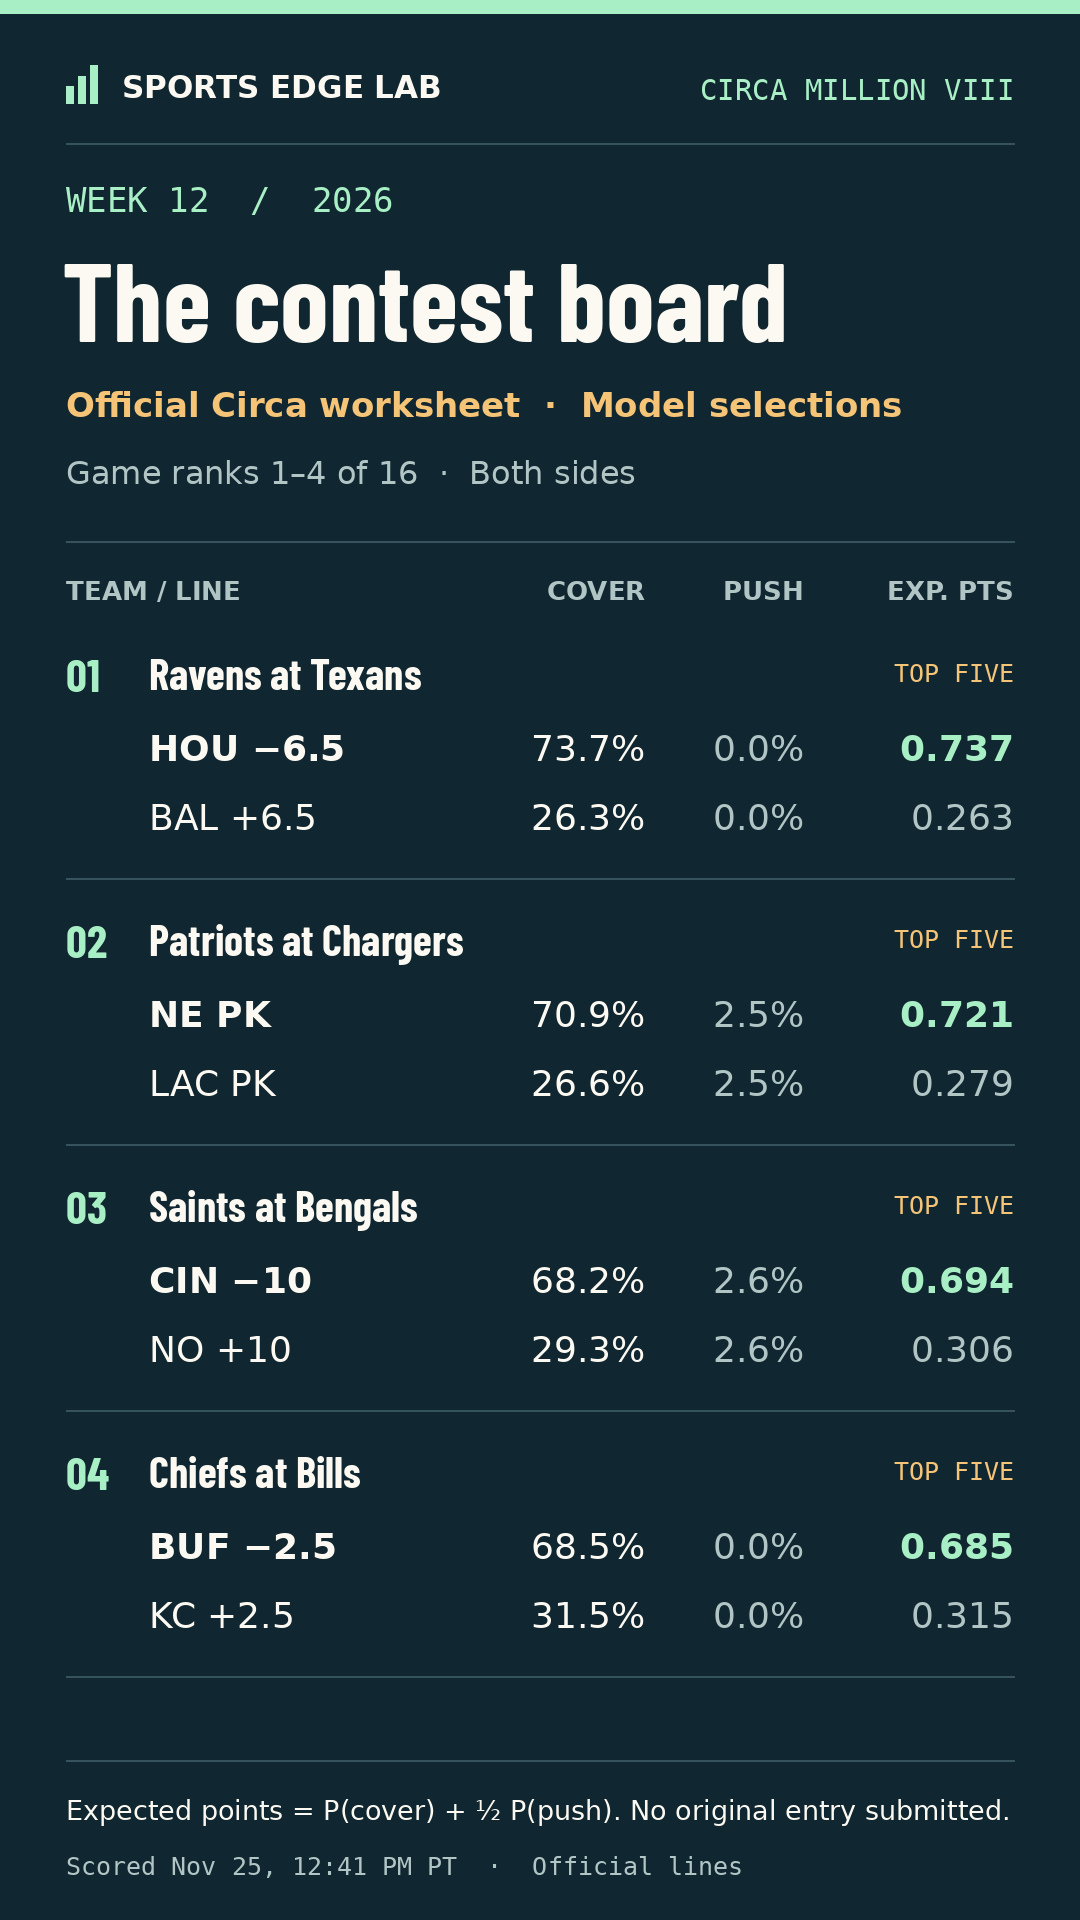 SPORTS EDGE LAB
CIRCA MILLION VIII
WEEK 12 / 2026
The contest board
Official Circa worksheet · Model selections
Game ranks 1–4 of 16 · Both sides
TEAM / LINE COVER PUSH EXP. PTS
01 Ravens at Texans TOP FIVE
HOU −6.5 73.7% 0.0% 0.737
BAL +6.5 26.3% 0.0% 0.263
02 Patriots at Chargers TOP FIVE
NE PK 70.9% 2.5% 0.721
LAC PK 26.6% 2.5% 0.279
03 Saints at Bengals TOP FIVE
CIN −10 68.2% 2.6% 0.694
NO +10 29.3% 2.6% 0.306
04 Chiefs at Bills TOP FIVE
BUF −2.5 68.5% 0.0% 0.685
KC +2.5 31.5% 0.0% 0.315
Expected points = P(cover) + ½ P(push). No original entry submitted.
Scored Nov 25, 12:41 PM PT · Official lines